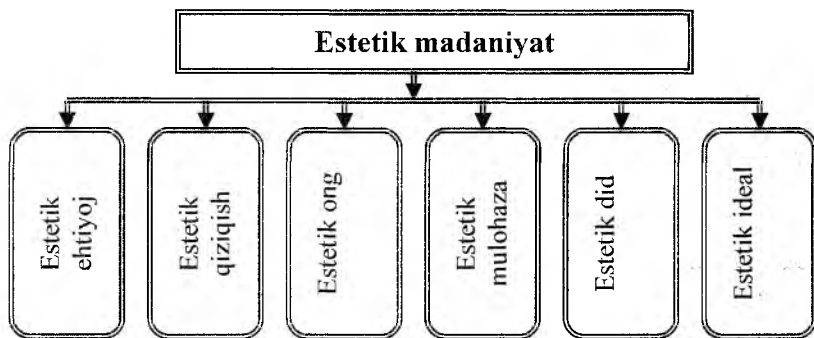 Estetik madaniyat
Estetik
ehtiyoj
Estetik
qiziqish
Estetik ong
Estetik
mulohaza
Estetik did
Estetik ideal